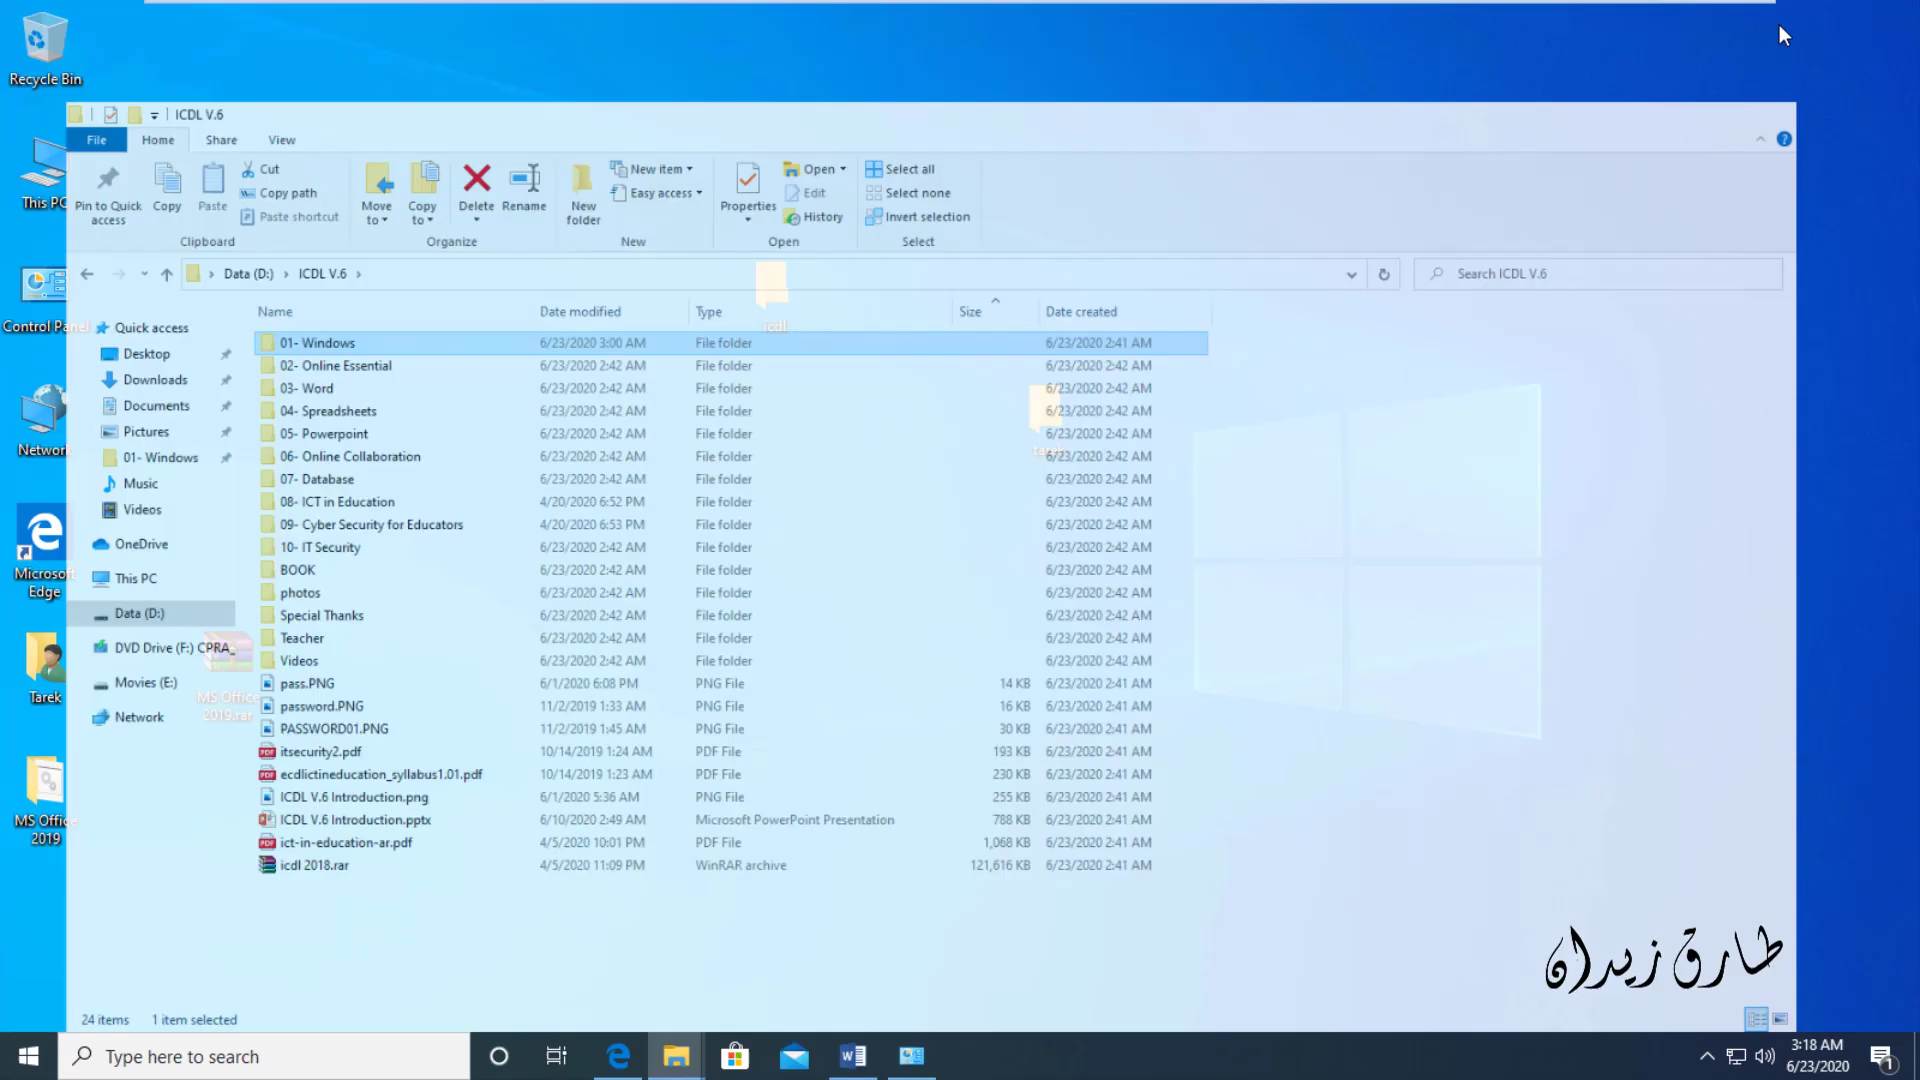 Recycle Bin
This PC
Control Panel
Network
Microsoft Edge
Tarek
MS Office 2019
ICDL V.6
File Home Share View
Pin to Quick access
Copy
Paste
Cut
Copy path
Paste shortcut
Clipboard
Move to
Copy to
Delete
Rename
Organize
New folder
New item
Easy access
New
Properties
Open
Edit
History
Open
Select all
Select none
Invert selection
Select
Data (D:) › ICDL V.6 ›
Search ICDL V.6
Quick access
Desktop
Downloads
Documents
Pictures
01- Windows
Music
Videos
OneDrive
This PC
Data (D:)
DVD Drive (F:) CPRA_
Movies (E:)
Network
MS Office 2019.rar
icdl
Name Date modified Type Size Date created
01- Windows 6/23/2020 3:00 AM File folder 6/23/2020 2:41 AM
02- Online Essential 6/23/2020 2:42 AM File folder 6/23/2020 2:42 AM
03- Word 6/23/2020 2:42 AM File folder 6/23/2020 2:42 AM
04- Spreadsheets 6/23/2020 2:42 AM File folder 6/23/2020 2:42 AM
05- Powerpoint 6/23/2020 2:42 AM File folder 6/23/2020 2:42 AM
06- Online Collaboration 6/23/2020 2:42 AM File folder 6/23/2020 2:42 AM
07- Database 6/23/2020 2:42 AM File folder 6/23/2020 2:42 AM
08- ICT in Education 4/20/2020 6:52 PM File folder 6/23/2020 2:42 AM
09- Cyber Security for Educators 4/20/2020 6:53 PM File folder 6/23/2020 2:42 AM
10- IT Security 6/23/2020 2:42 AM File folder 6/23/2020 2:42 AM
BOOK 6/23/2020 2:42 AM File folder 6/23/2020 2:42 AM
photos 6/23/2020 2:42 AM File folder 6/23/2020 2:42 AM
Special Thanks 6/23/2020 2:42 AM File folder 6/23/2020 2:42 AM
Teacher 6/23/2020 2:42 AM File folder 6/23/2020 2:42 AM
Videos 6/23/2020 2:42 AM File folder 6/23/2020 2:42 AM
pass.PNG 6/1/2020 6:08 PM PNG File 14 KB 6/23/2020 2:41 AM
password.PNG 11/2/2019 1:33 AM PNG File 16 KB 6/23/2020 2:41 AM
PASSWORD01.PNG 11/2/2019 1:45 AM PNG File 30 KB 6/23/2020 2:41 AM
itsecurity2.pdf 10/14/2019 1:24 AM PDF File 193 KB 6/23/2020 2:41 AM
ecdlictineducation_syllabus1.01.pdf 10/14/2019 1:23 AM PDF File 230 KB 6/23/2020 2:41 AM
ICDL V.6 Introduction.png 6/1/2020 5:36 AM PNG File 255 KB 6/23/2020 2:41 AM
ICDL V.6 Introduction.pptx 6/10/2020 2:49 AM Microsoft PowerPoint Presentation 788 KB 6/23/2020 2:41 AM
ict-in-education-ar.pdf 4/5/2020 10:01 PM PDF File 1,068 KB 6/23/2020 2:41 AM
icdl 2018.rar 4/5/2020 11:09 PM WinRAR archive 121,616 KB 6/23/2020 2:41 AM
طارق زيدان
24 items 1 item selected
Type here to search
3:18 AM
6/23/2020
1